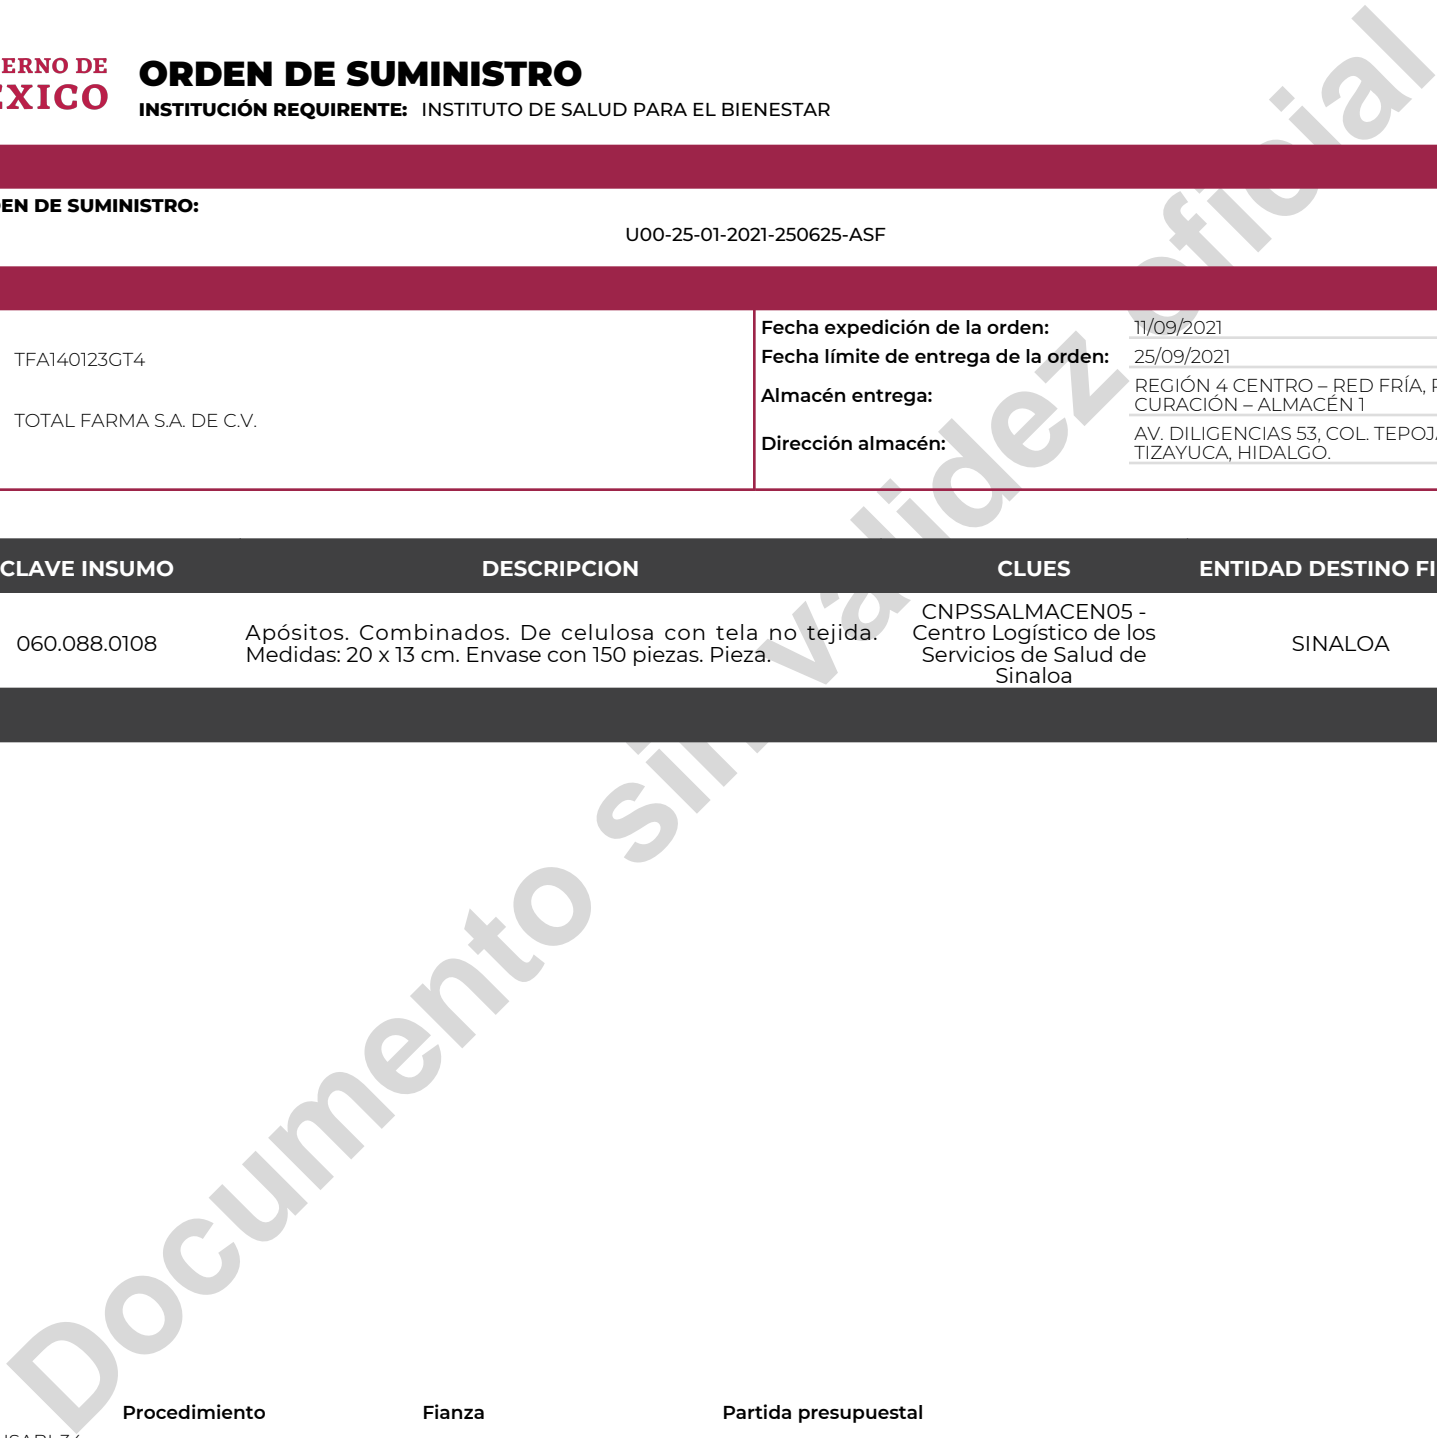 ERNO DE
EXICO
ORDEN DE SUMINISTRO
INSTITUCIÓN REQUIRENTE: INSTITUTO DE SALUD PARA EL BIENESTAR
EN DE SUMINISTRO:
U00-25-01-2021-250625-ASF
TFA140123GT4
TOTAL FARMA S.A. DE C.V.
Fecha expedición de la orden: 11/09/2021
Fecha límite de entrega de la orden: 25/09/2021
Almacén entrega: REGIÓN 4 CENTRO – RED FRÍA,
CURACIÓN – ALMACÉN 1
Dirección almacén: AV. DILIGENCIAS 53, COL. TEPOJ
TIZAYUCA, HIDALGO.
CLAVE INSUMO DESCRIPCION CLUES ENTIDAD DESTINO FI
060.088.0108
Apósitos. Combinados. De celulosa con tela no tejida.
Medidas: 20 x 13 cm. Envase con 150 piezas. Pieza.
CNPSSALMACEN05 -
Centro Logístico de los
Servicios de Salud de
Sinaloa
SINALOA
Documento sin validez oficial
Procedimiento Fianza Partida presupuestal